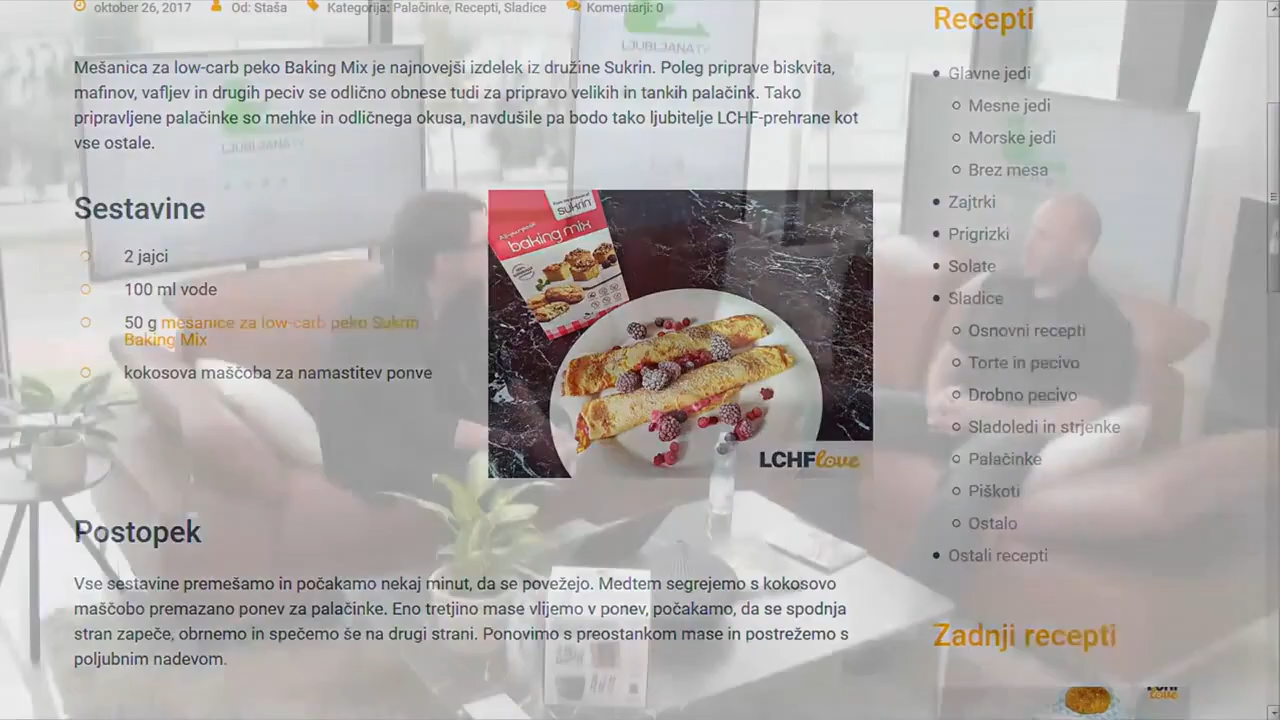 oktober 26, 2017 Od: Staša Kategorija: Palačinke, Recepti, Sladice Komentarji: 0
Mešanica za low-carb peko Baking Mix je najnovejši izdelek iz družine Sukrin. Poleg priprave biskvita,
mafinov, vafljev in drugih peciv se odlično obnese tudi za pripravo velikih in tankih palačink. Tako
pripravljene palačinke so mehke in odličnega okusa, navdušile pa bodo tako ljubitelje LCHF-prehrane kot
vse ostale.
Sestavine
2 jajci
100 ml vode
50 g mešanice za low-carb peko Sukrin
Baking Mix
kokosova maščoba za namastitev ponve
sukrin
baking mix
LCHFlove
Postopek
Vse sestavine premešamo in počakamo nekaj minut, da se povežejo. Medtem segrejemo s kokosovo
maščobo premazano ponev za palačinke. Eno tretjino mase vlijemo v ponev, počakamo, da se spodnja
stran zapeče, obrnemo in spečemo še na drugi strani. Ponovimo s preostankom mase in postrežemo s
poljubnim nadevom.
Recepti
Glavne jedi
Mesne jedi
Morske jedi
Brez mesa
Zajtrki
Prigrizki
Solate
Sladice
Osnovni recepti
Torte in pecivo
Drobno pecivo
Sladoledi in strjenke
Palačinke
Piškoti
Ostalo
Ostali recepti
Zadnji recepti
LJUBLJANATV
LJUBLJANATV